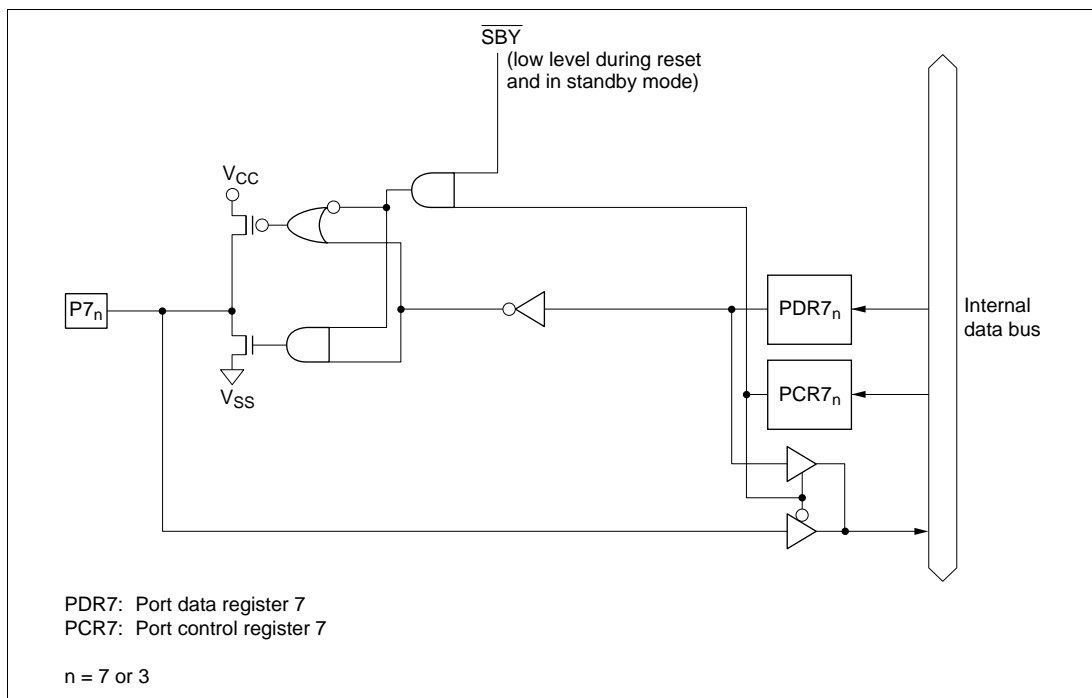 SBY
(low level during reset
and in standby mode)
VCC
P7n
VSS
PDR7n
PCR7n
Internal
data bus
PDR7: Port data register 7
PCR7: Port control register 7
n = 7 or 3